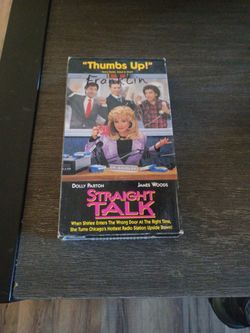 "Thumbs Up!"
Franklin
DOLLY PARTON JAMES WOODS
STRAIGHT
TALK
When Shirlee Enters The Wrong Door At The Right Time,
She Turns Chicago's Hottest Radio Station Upside Down!